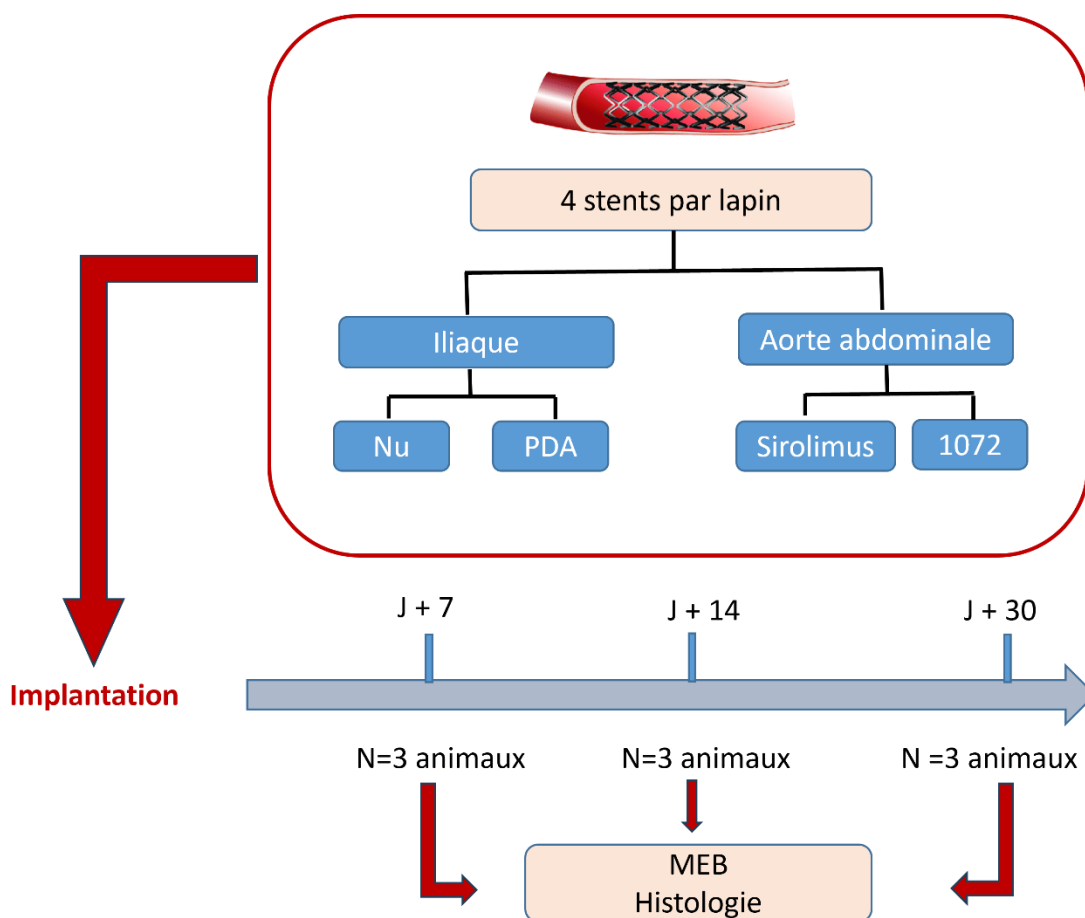 4 stents par lapin
Iliaque
Aorte abdominale
Nu
PDA
Sirolimus
1072
J + 7
J + 14
J + 30
Implantation
N=3 animaux
N=3 animaux
N =3 animaux
MEB
Histologie